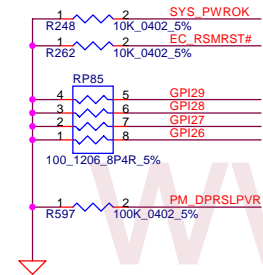 1 2 SYS_PWROK
R248 10K_0402_5%
1 2 EC_RSMRST#
R262 10K_0402_5%
RP85
4 5 GPI29
3 6 GPI28
2 7 GPI27
1 8 GPI26
100_1206_8P4R_5%
1 2 PM_DPRSLPVR
R597 100K_0402_5%